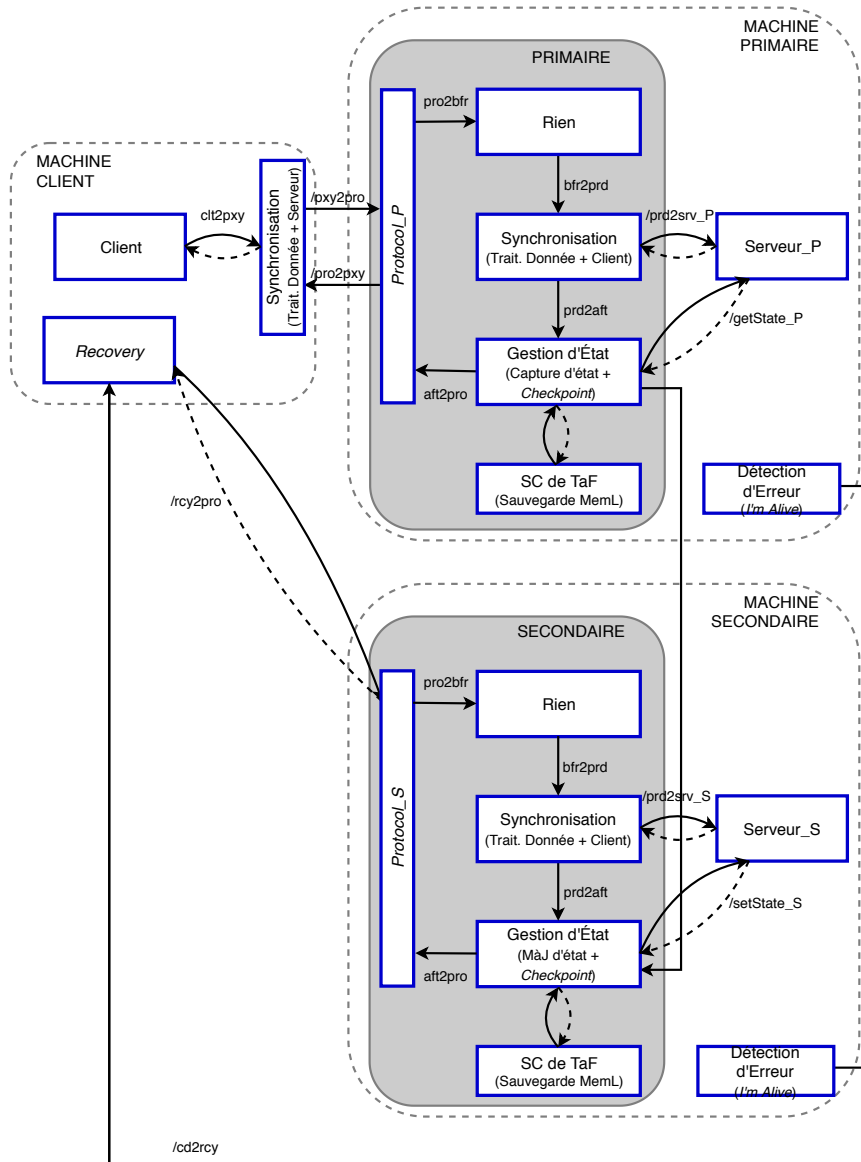 MACHINE
PRIMAIRE
PRIMAIRE
pro2bfr
Rien
MACHINE
CLIENT
bfr2prd
clt2pxy
/pxy2pro
Client
Synchronisation
(Trait. Donnée + Serveur)
Protocol_P
/prd2srv_P
Synchronisation
(Trait. Donnée + Client)
Serveur_P
/pro2pxy
prd2aft
/getState_P
Recovery
Gestion d'État
(Capture d'état +
Checkpoint)
aft2pro
SC de TaF
(Sauvegarde MemL)
Détection
d'Erreur
(I'm Alive)
/rcy2pro
MACHINE
SECONDAIRE
SECONDAIRE
pro2bfr
Rien
bfr2prd
Protocol_S
/prd2srv_S
Synchronisation
(Trait. Donnée + Client)
Serveur_S
prd2aft
/setState_S
Gestion d'État
(MàJ d'état +
Checkpoint)
aft2pro
SC de TaF
(Sauvegarde MemL)
Détection
d'Erreur
(I'm Alive)
/cd2rcy